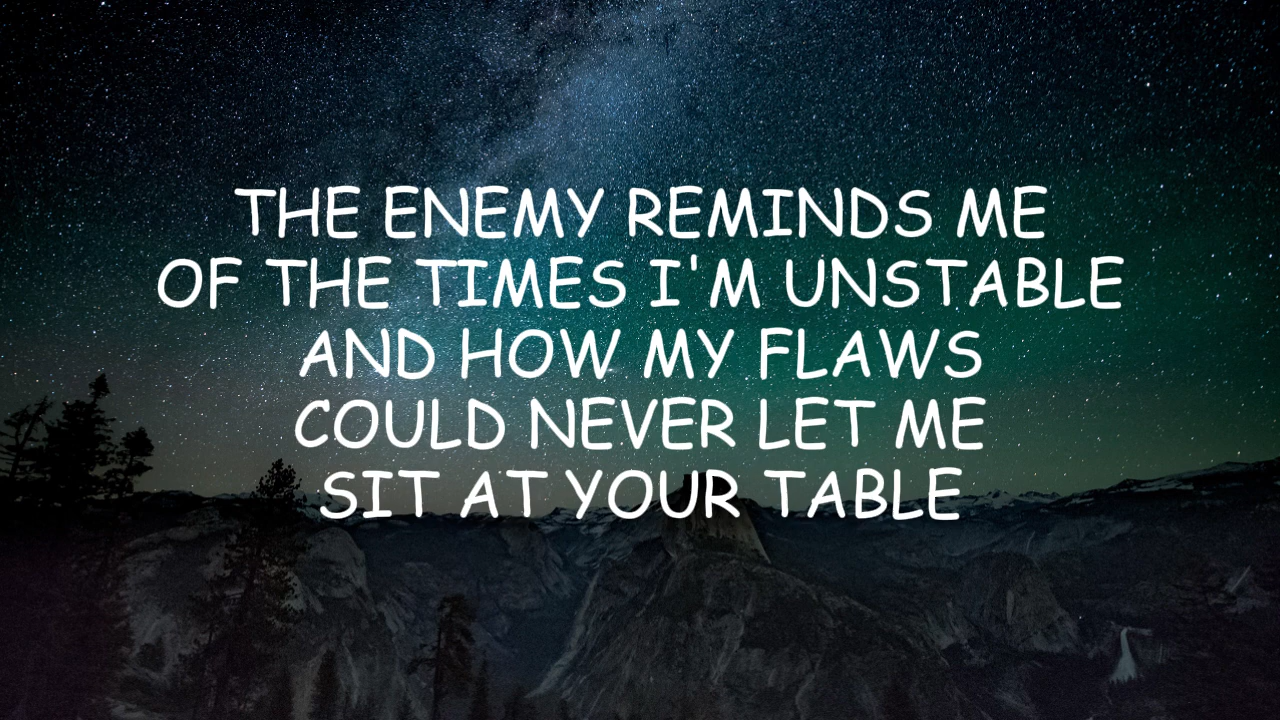 THE ENEMY REMINDS ME
OF THE TIMES I'M UNSTABLE
AND HOW MY FLAWS
COULD NEVER LET ME
SIT AT YOUR TABLE